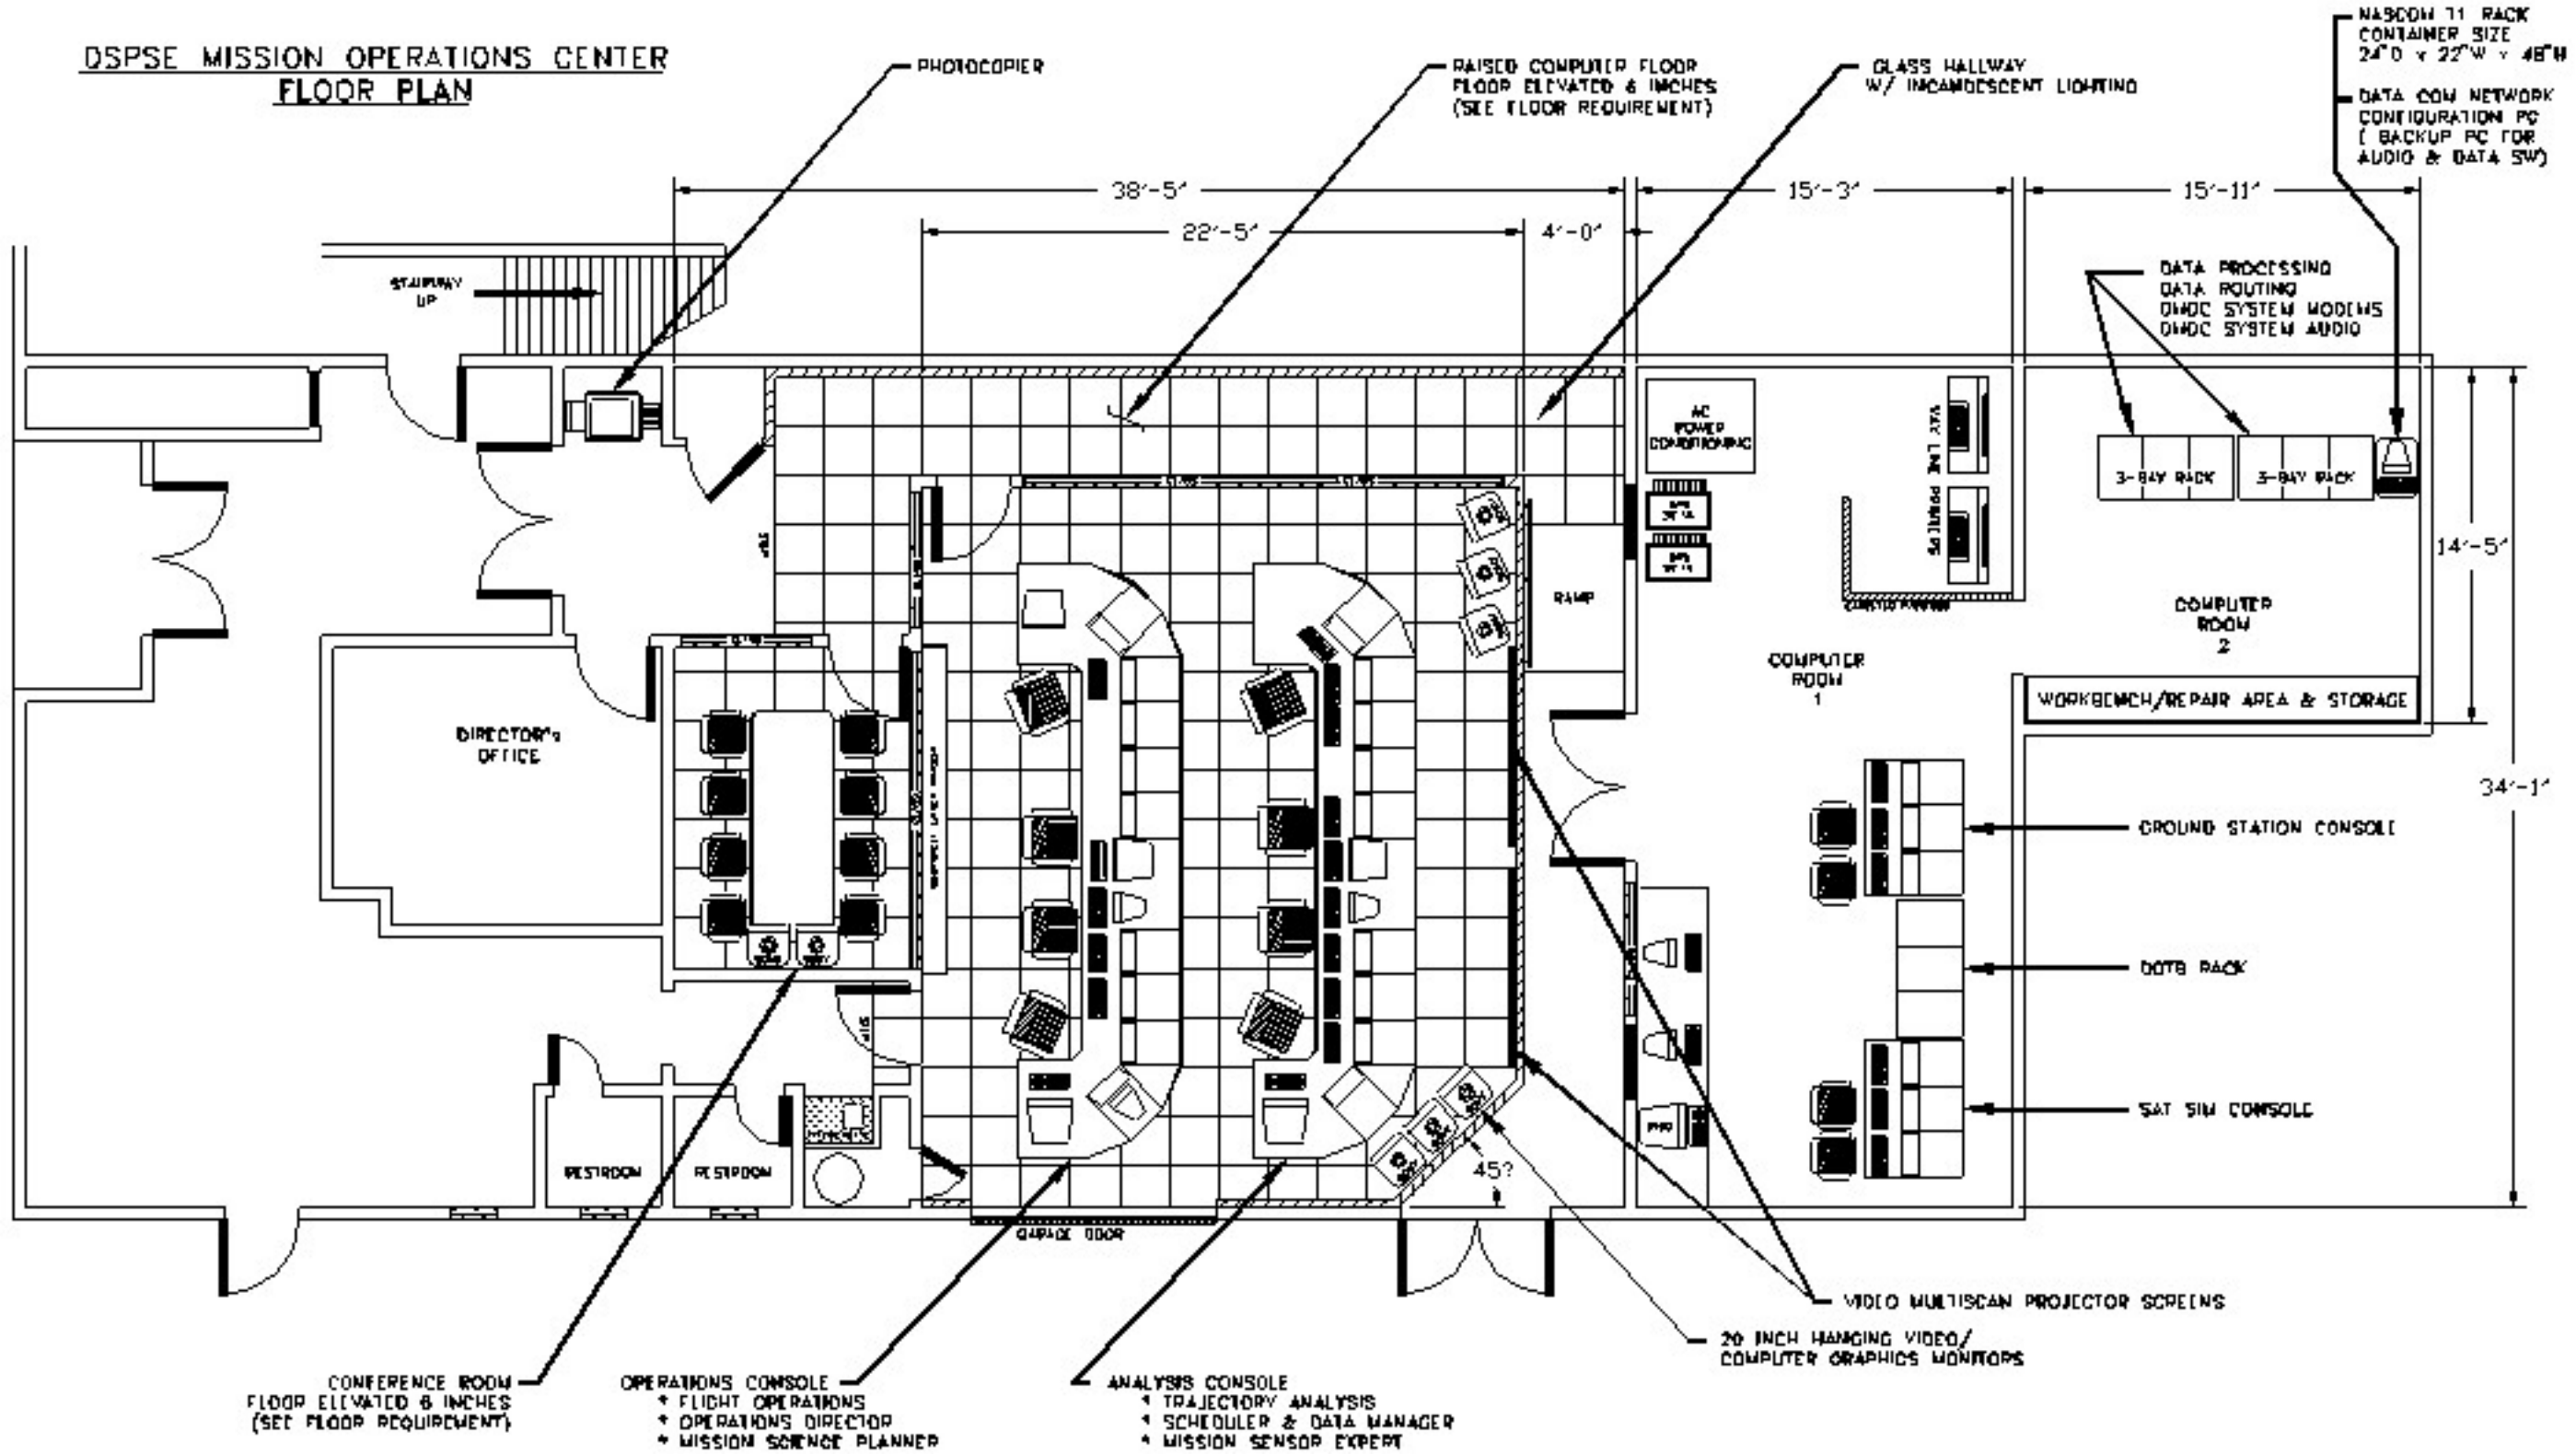 DSPSE MISSION OPERATIONS CENTER
FLOOR PLAN
PHOTOCOPIER
RAISED COMPUTER FLOOR
FLOOR ELEVATED 6 INCHES
(SEE FLOOR REQUIREMENT)
GLASS HALLWAY
W/ INCANDESCENT LIGHTING
NASCOM T1 RACK
CONTAINER SIZE
24"D x 22"W x 48"H
DATA COM NETWORK
CONFIGURATION PC
( BACKUP PC FOR
AUDIO & DATA SW)
38'-5"
15'-3"
15'-11"
22'-5"
4'-0"
STAIRWAY
UP
DATA PROCESSING
DATA ROUTING
DMOC SYSTEM MODEMS
DMOC SYSTEM AUDIO
AC
POWER
CONDITIONING
VAX LINE PRINTERS
3-BAY RACK
3-BAY RACK
STEP
14'-5"
RAMP
COMPUTER
ROOM
2
COMPUTER
ROOM
1
WORKBENCH/REPAIR AREA & STORAGE
DIRECTOR's
OFFICE
34'-1"
GROUND STATION CONSOLE
DOTB RACK
STEP
SAT SIM CONSOLE
RESTROOM
RESTROOM
45?
GARAGE DOOR
VIDEO MULTISCAN PROJECTOR SCREENS
20 INCH HANGING VIDEO/
COMPUTER GRAPHICS MONITORS
CONFERENCE ROOM
FLOOR ELEVATED 6 INCHES
(SEE FLOOR REQUIREMENT)
OPERATIONS CONSOLE
* FLIGHT OPERATIONS
* OPERATIONS DIRECTOR
* MISSION SCIENCE PLANNER
ANALYSIS CONSOLE
* TRAJECTORY ANALYSIS
* SCHEDULER & DATA MANAGER
* MISSION SENSOR EXPERT